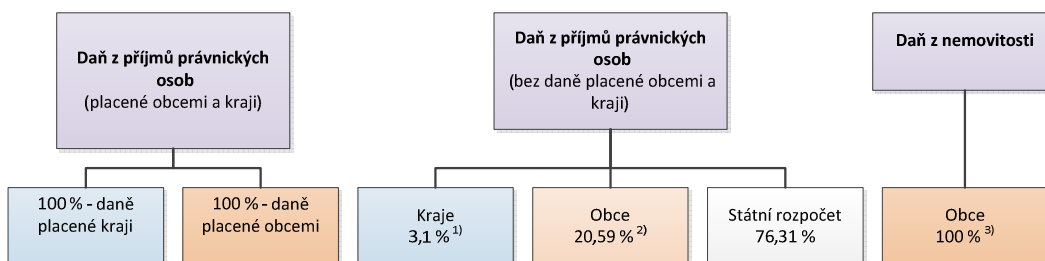 Daň z příjmů právnických
osob
(placené obcemi a kraji)
Daň z příjmů právnických
osob
(bez daně placené obcemi a
kraji)
Daň z nemovitosti
100 % - daně
placené kraji
100 % - daně
placené obcemi
Kraje
3,1 % 1)
Obce
20,59 % 2)
Státní rozpočet
76,31 %
Obce
100 % 3)